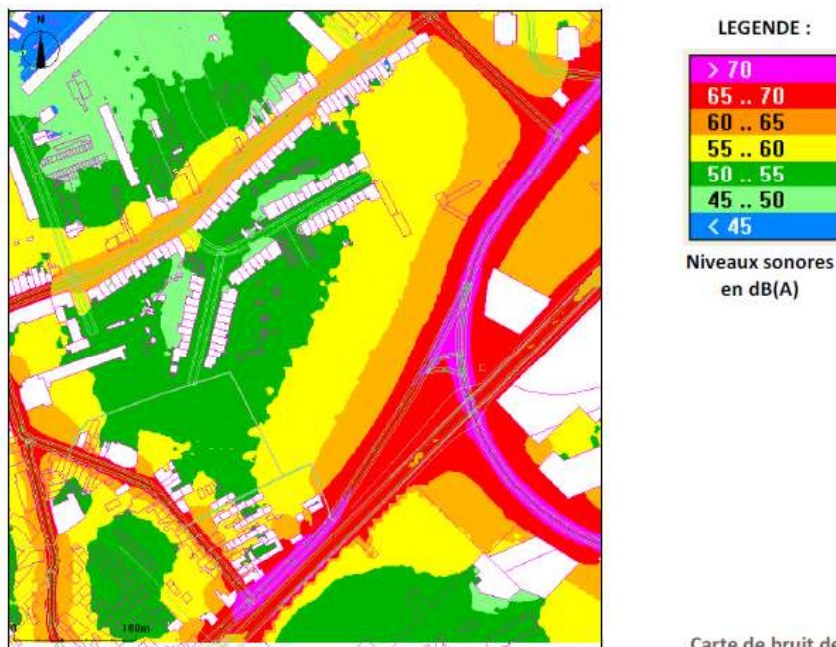 N
LEGENDE :
> 70
65 .. 70
60 .. 65
55 .. 60
50 .. 55
45 .. 50
< 45
Niveaux sonores
en dB(A)
0
100m
Carte de bruit de